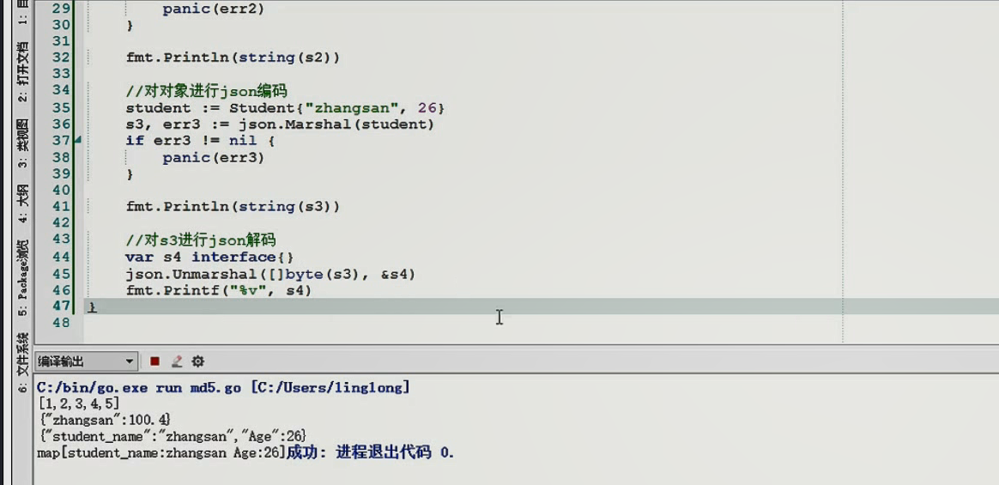 1: 目
2: 打开文档
3: 类视图
4: 大纲
5: Package浏览
6: 文件系统
29 panic(err2)
30 }
31
32 fmt.Println(string(s2))
33
34 //对对象进行json编码
35 student := Student{"zhangsan", 26}
36 s3, err3 := json.Marshal(student)
37 if err3 != nil {
38 panic(err3)
39 }
40
41 fmt.Println(string(s3))
42
43 //对s3进行json解码
44 var s4 interface{}
45 json.Unmarshal([]byte(s3), &s4)
46 fmt.Printf("%v", s4)
47 }
48
编译输出
C:/bin/go.exe run md5.go [C:/Users/linglong]
[1,2,3,4,5]
{"zhangsan":100.4}
{"student_name":"zhangsan","Age":26}
map[student_name:zhangsan Age:26]成功: 进程退出代码 0.